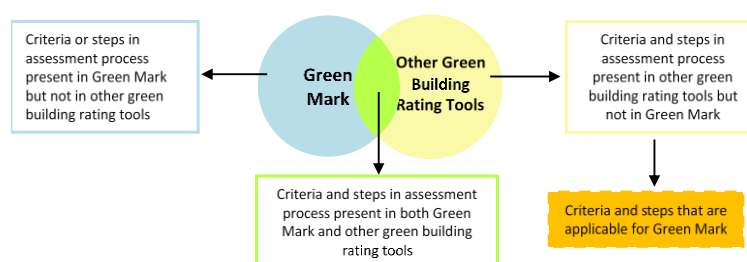 Criteria or steps in
assessment process
present in Green Mark
but not in other green
building rating tools
Green
Mark
Other Green
Building
Rating Tools
Criteria and steps in
assessment process
present in other green
building rating tools but
not in Green Mark
Criteria and steps in assessment
process present in both Green
Mark and other green building
rating tools
Criteria and steps that are
applicable for Green Mark